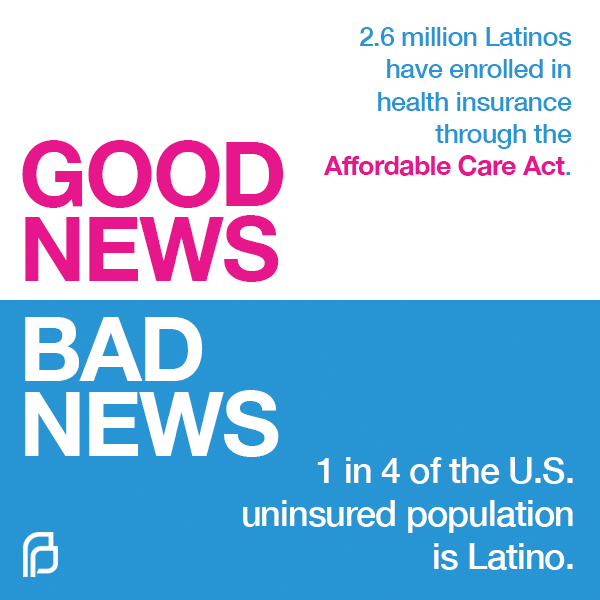 2.6 million Latinos
have enrolled in
health insurance
through the
Affordable Care Act.
GOOD
NEWS
BAD
NEWS
1 in 4 of the U.S.
uninsured population
is Latino.